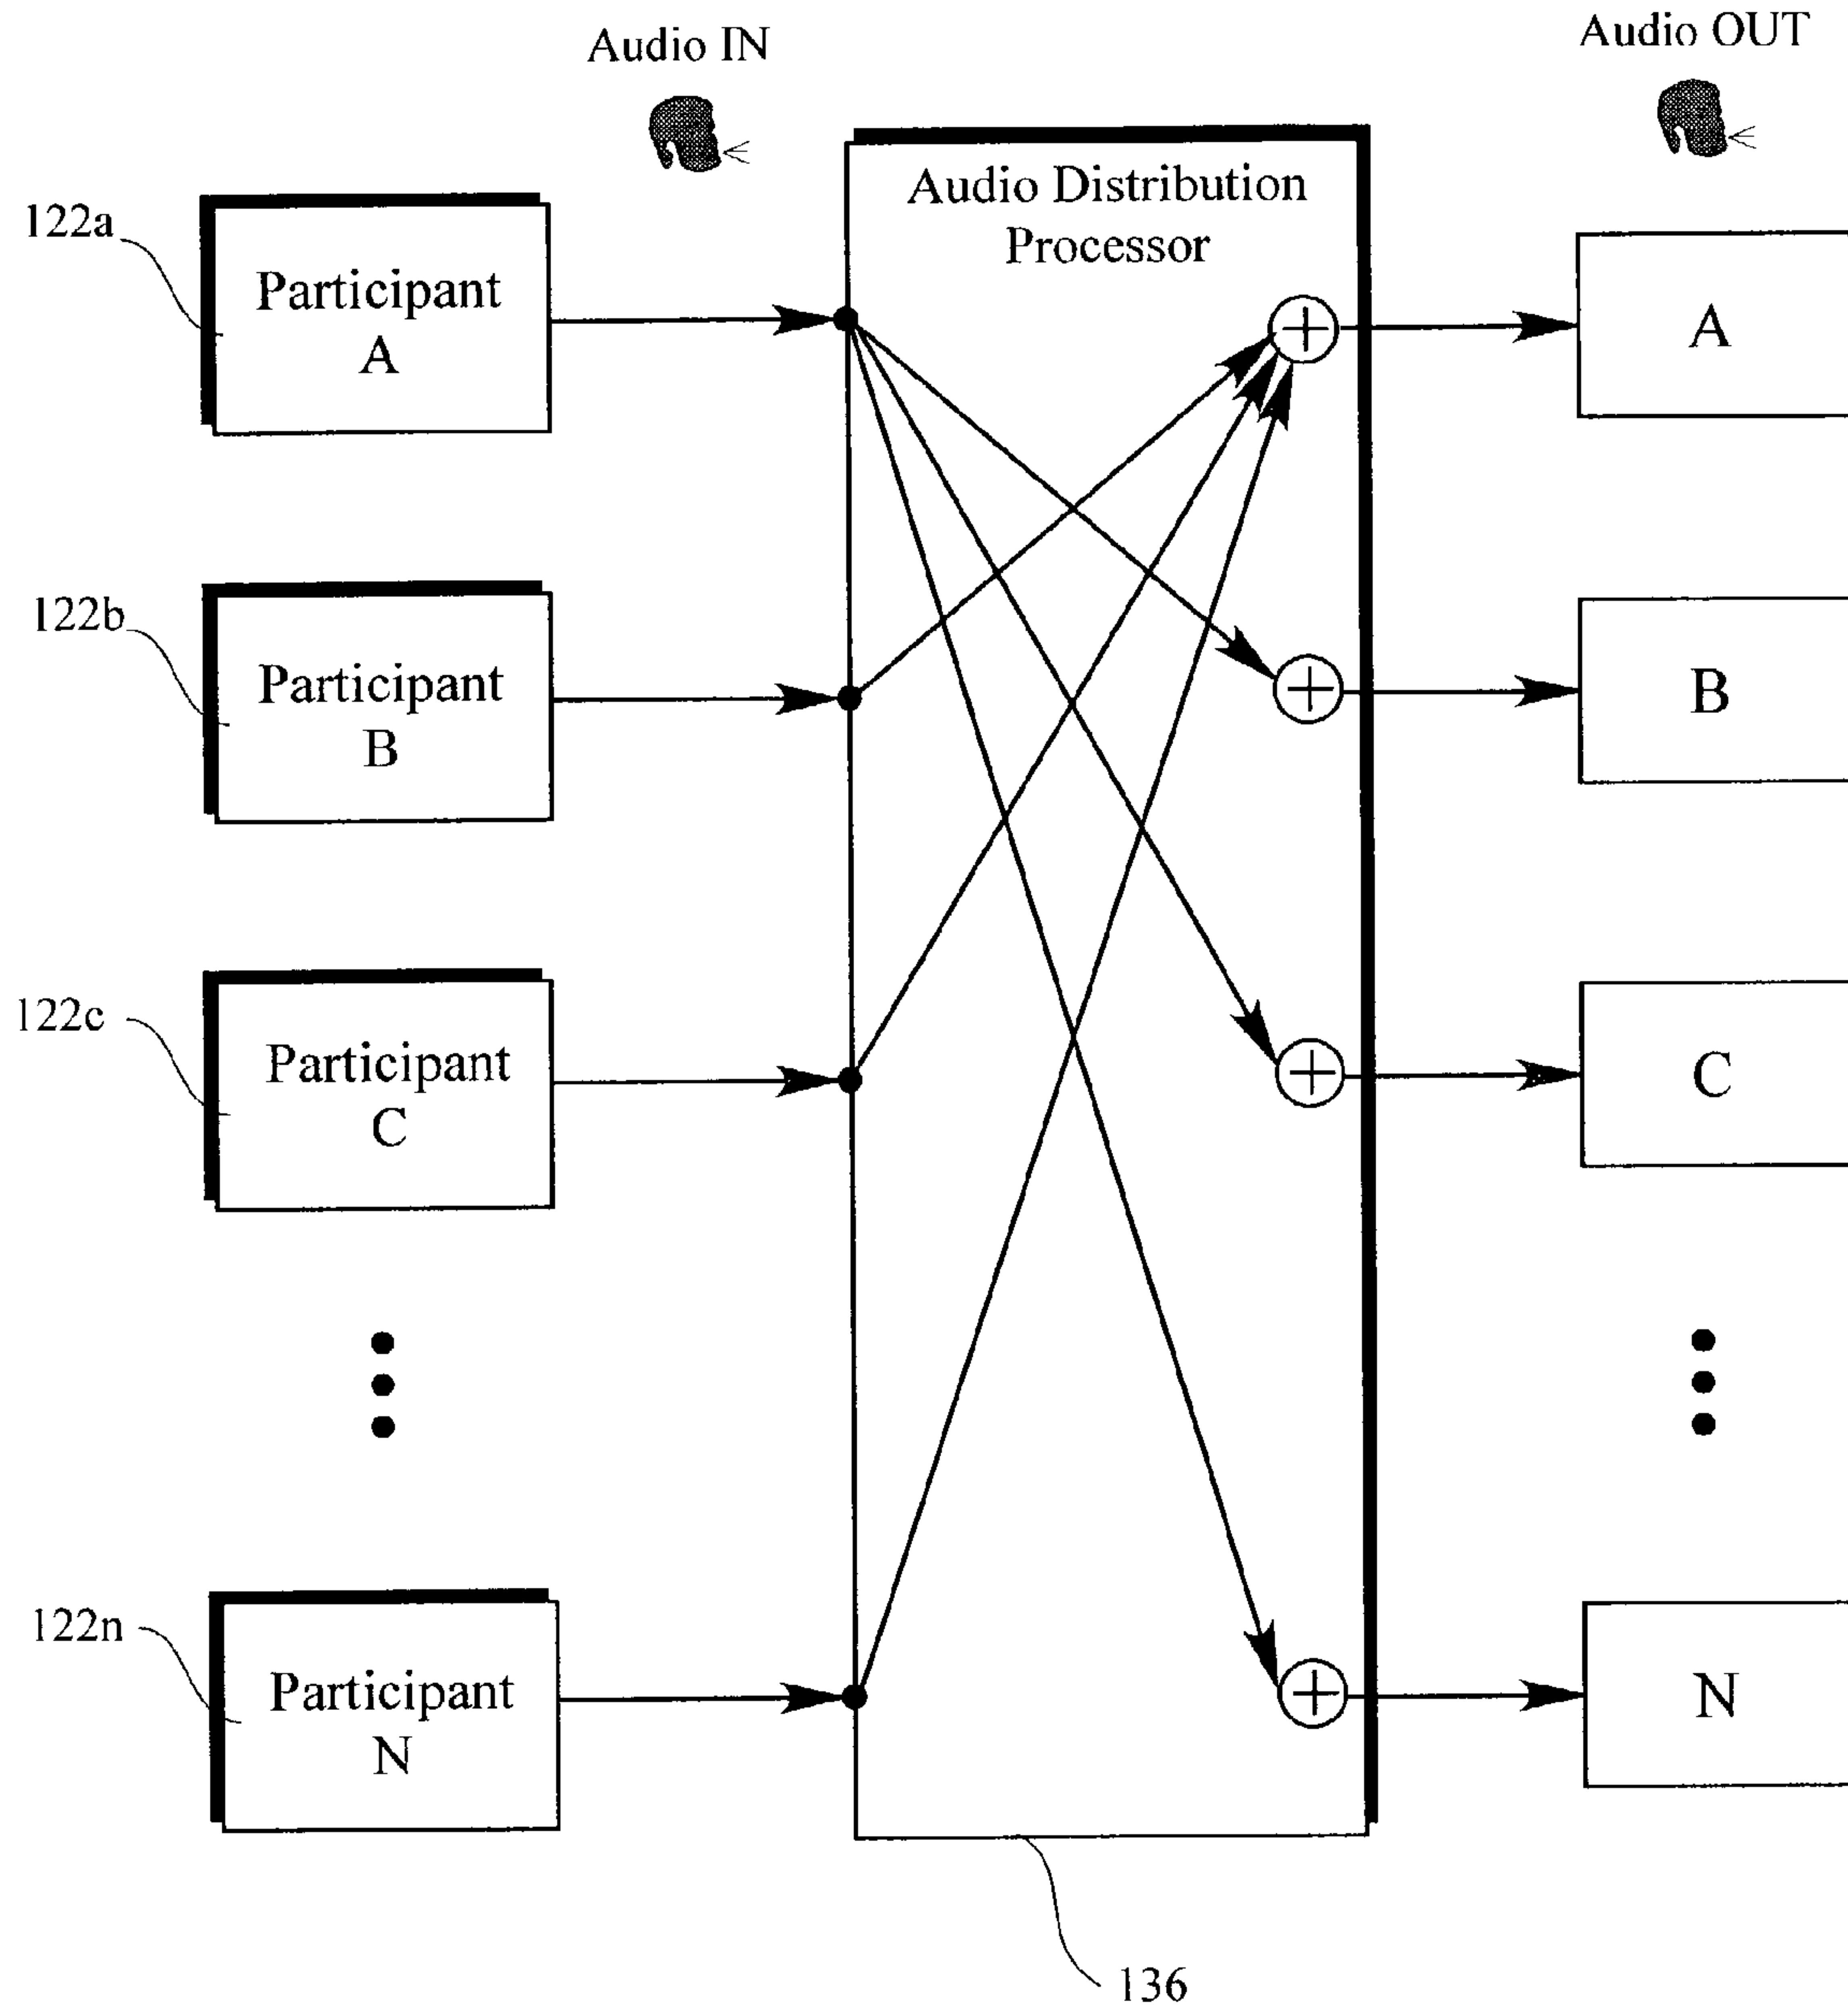 Audio IN
Audio OUT
Audio Distribution
Processor
122a
Participant
A
A
122b
Participant
B
B
122c
Participant
C
C
122n
Participant
N
N
136